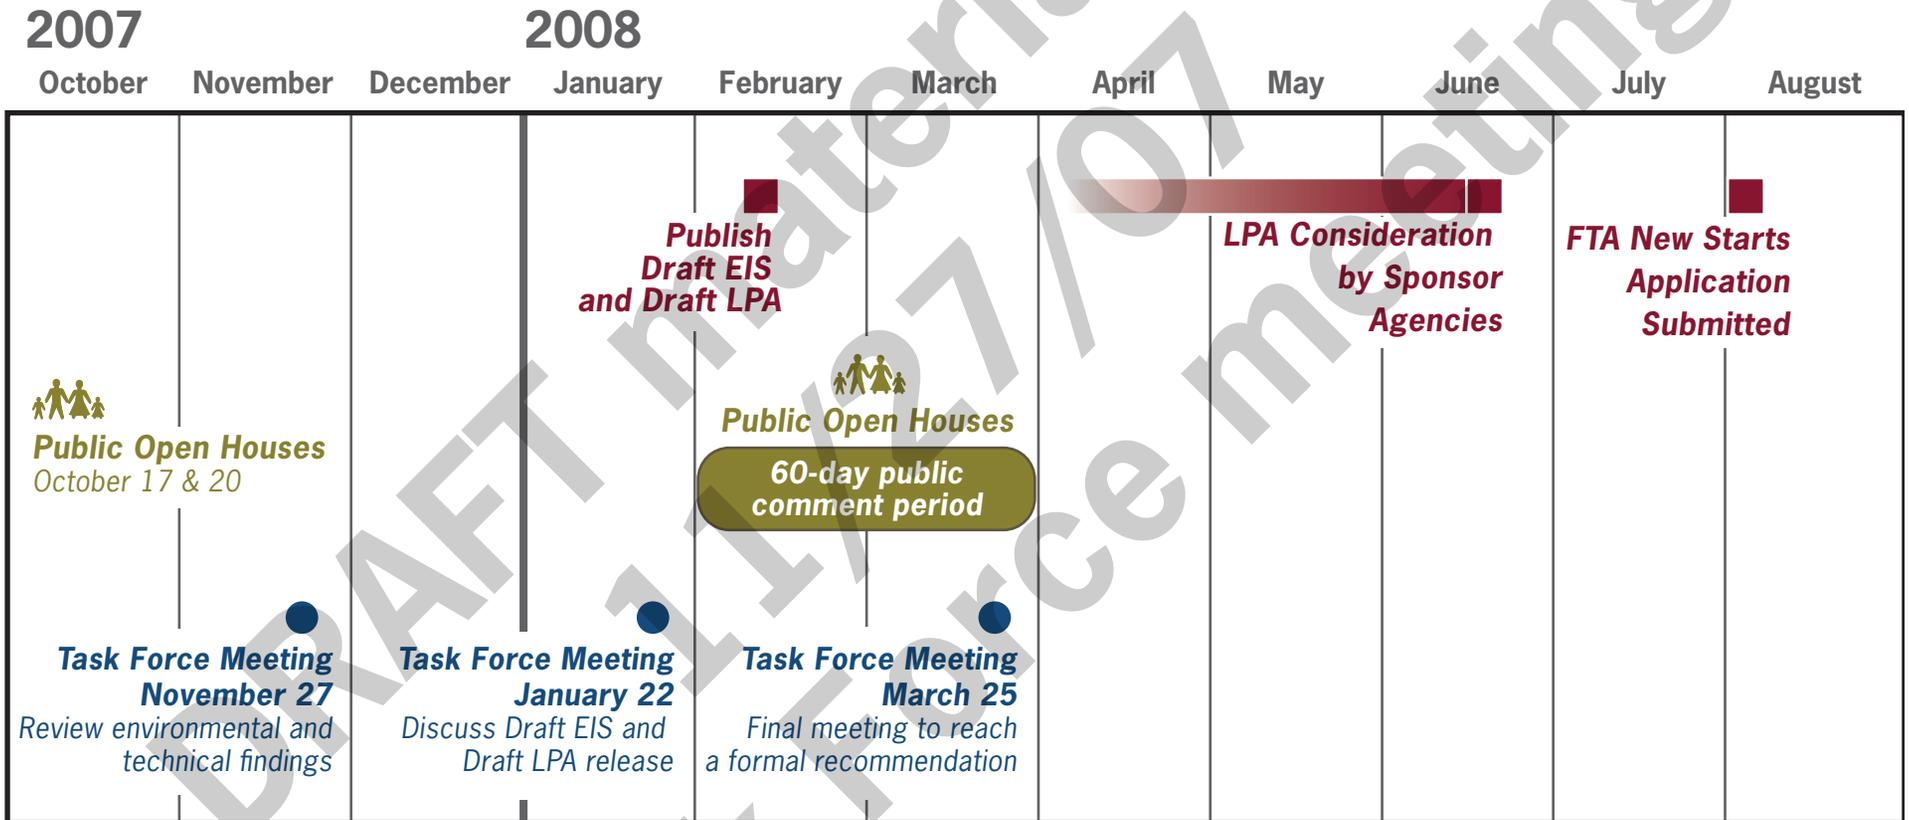 2007 2008
October November December January February March April May June July August
Publish
Draft EIS
and Draft LPA
LPA Consideration
by Sponsor
Agencies
FTA New Starts
Application
Submitted
Public Open Houses
October 17 & 20
Public Open Houses
60-day public
comment period
Task Force Meeting
November 27
Review environmental and
technical findings
Task Force Meeting
January 22
Discuss Draft EIS and
Draft LPA release
Task Force Meeting
March 25
Final meeting to reach
a formal recommendation
DRAFT
11/27/07
Force meeting